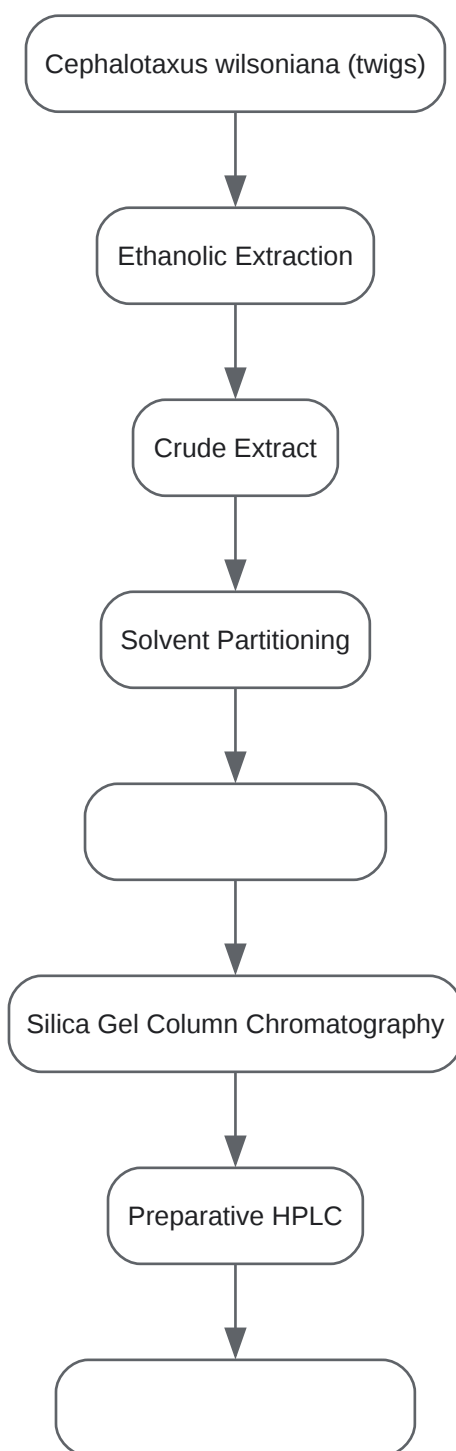 Cephalotaxus wilsoniana (twigs)
Ethanolic Extraction
Crude Extract
Solvent Partitioning
Silica Gel Column Chromatography
Preparative HPLC